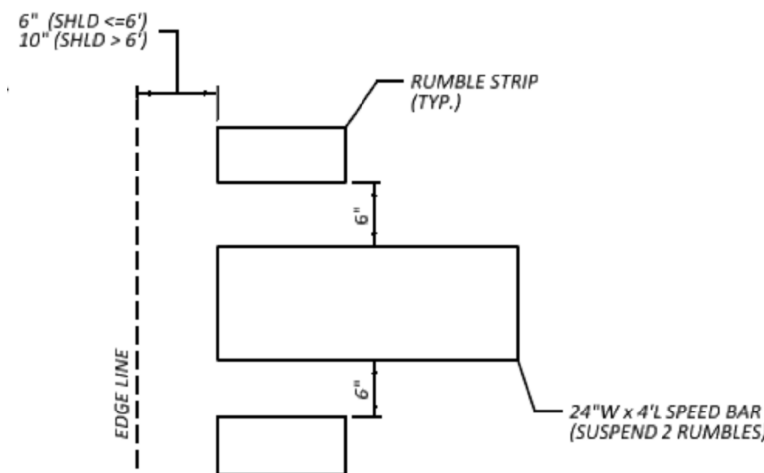 6" (SHLD <=6')
10" (SHLD > 6')
RUMBLE STRIP
(TYP.)
6"
EDGE LINE
6"
24"W x 4'L SPEED BAR
(SUSPEND 2 RUMBLES)